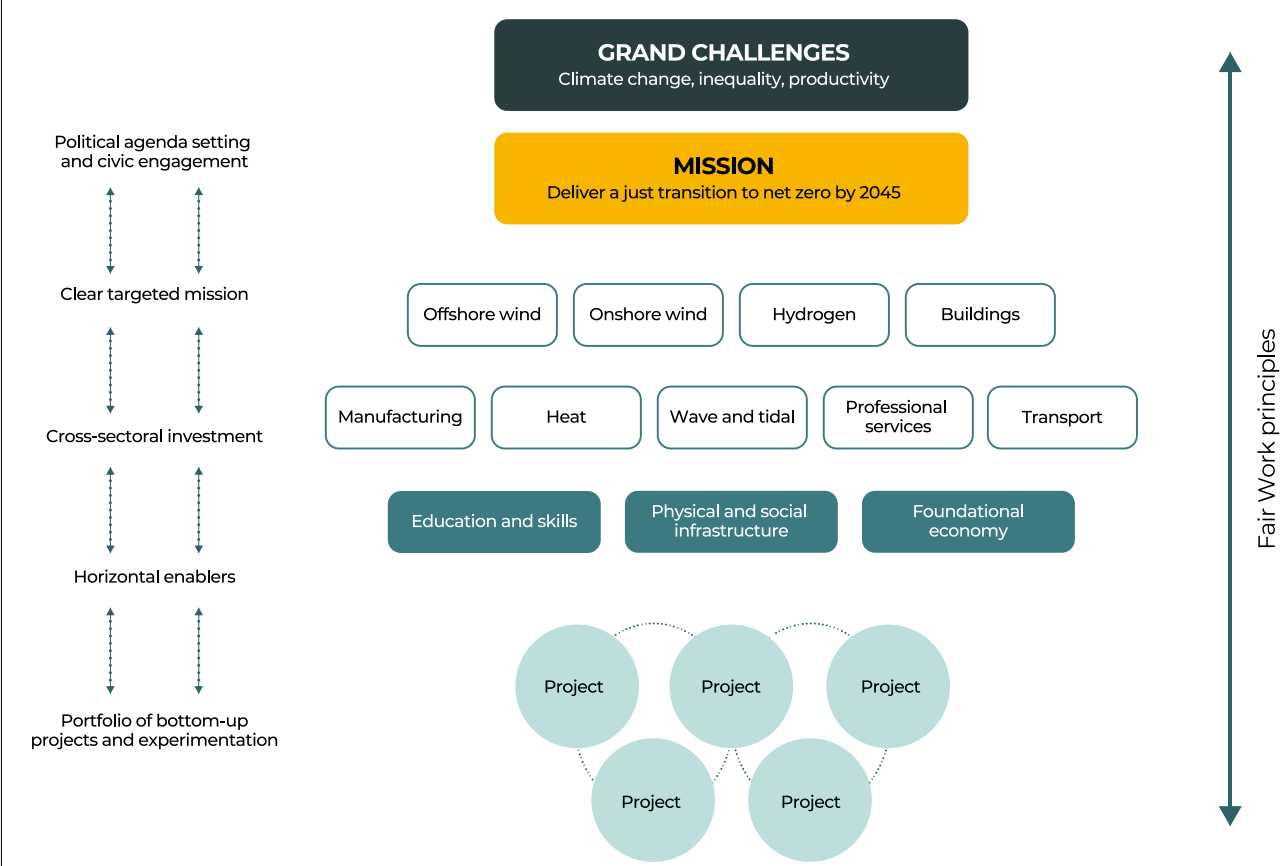 GRAND CHALLENGES
Climate change, inequality, productivity
Political agenda setting
and civic engagement
MISSION
Deliver a just transition to net zero by 2045
Clear targeted mission
Offshore wind
Onshore wind
Hydrogen
Buildings
Cross-sectoral investment
Manufacturing
Heat
Wave and tidal
Professional
services
Transport
Education and skills
Physical and social
infrastructure
Foundational
economy
Horizontal enablers
Project
Project
Project
Portfolio of bottom-up
projects and experimentation
Project
Project
Fair Work principles